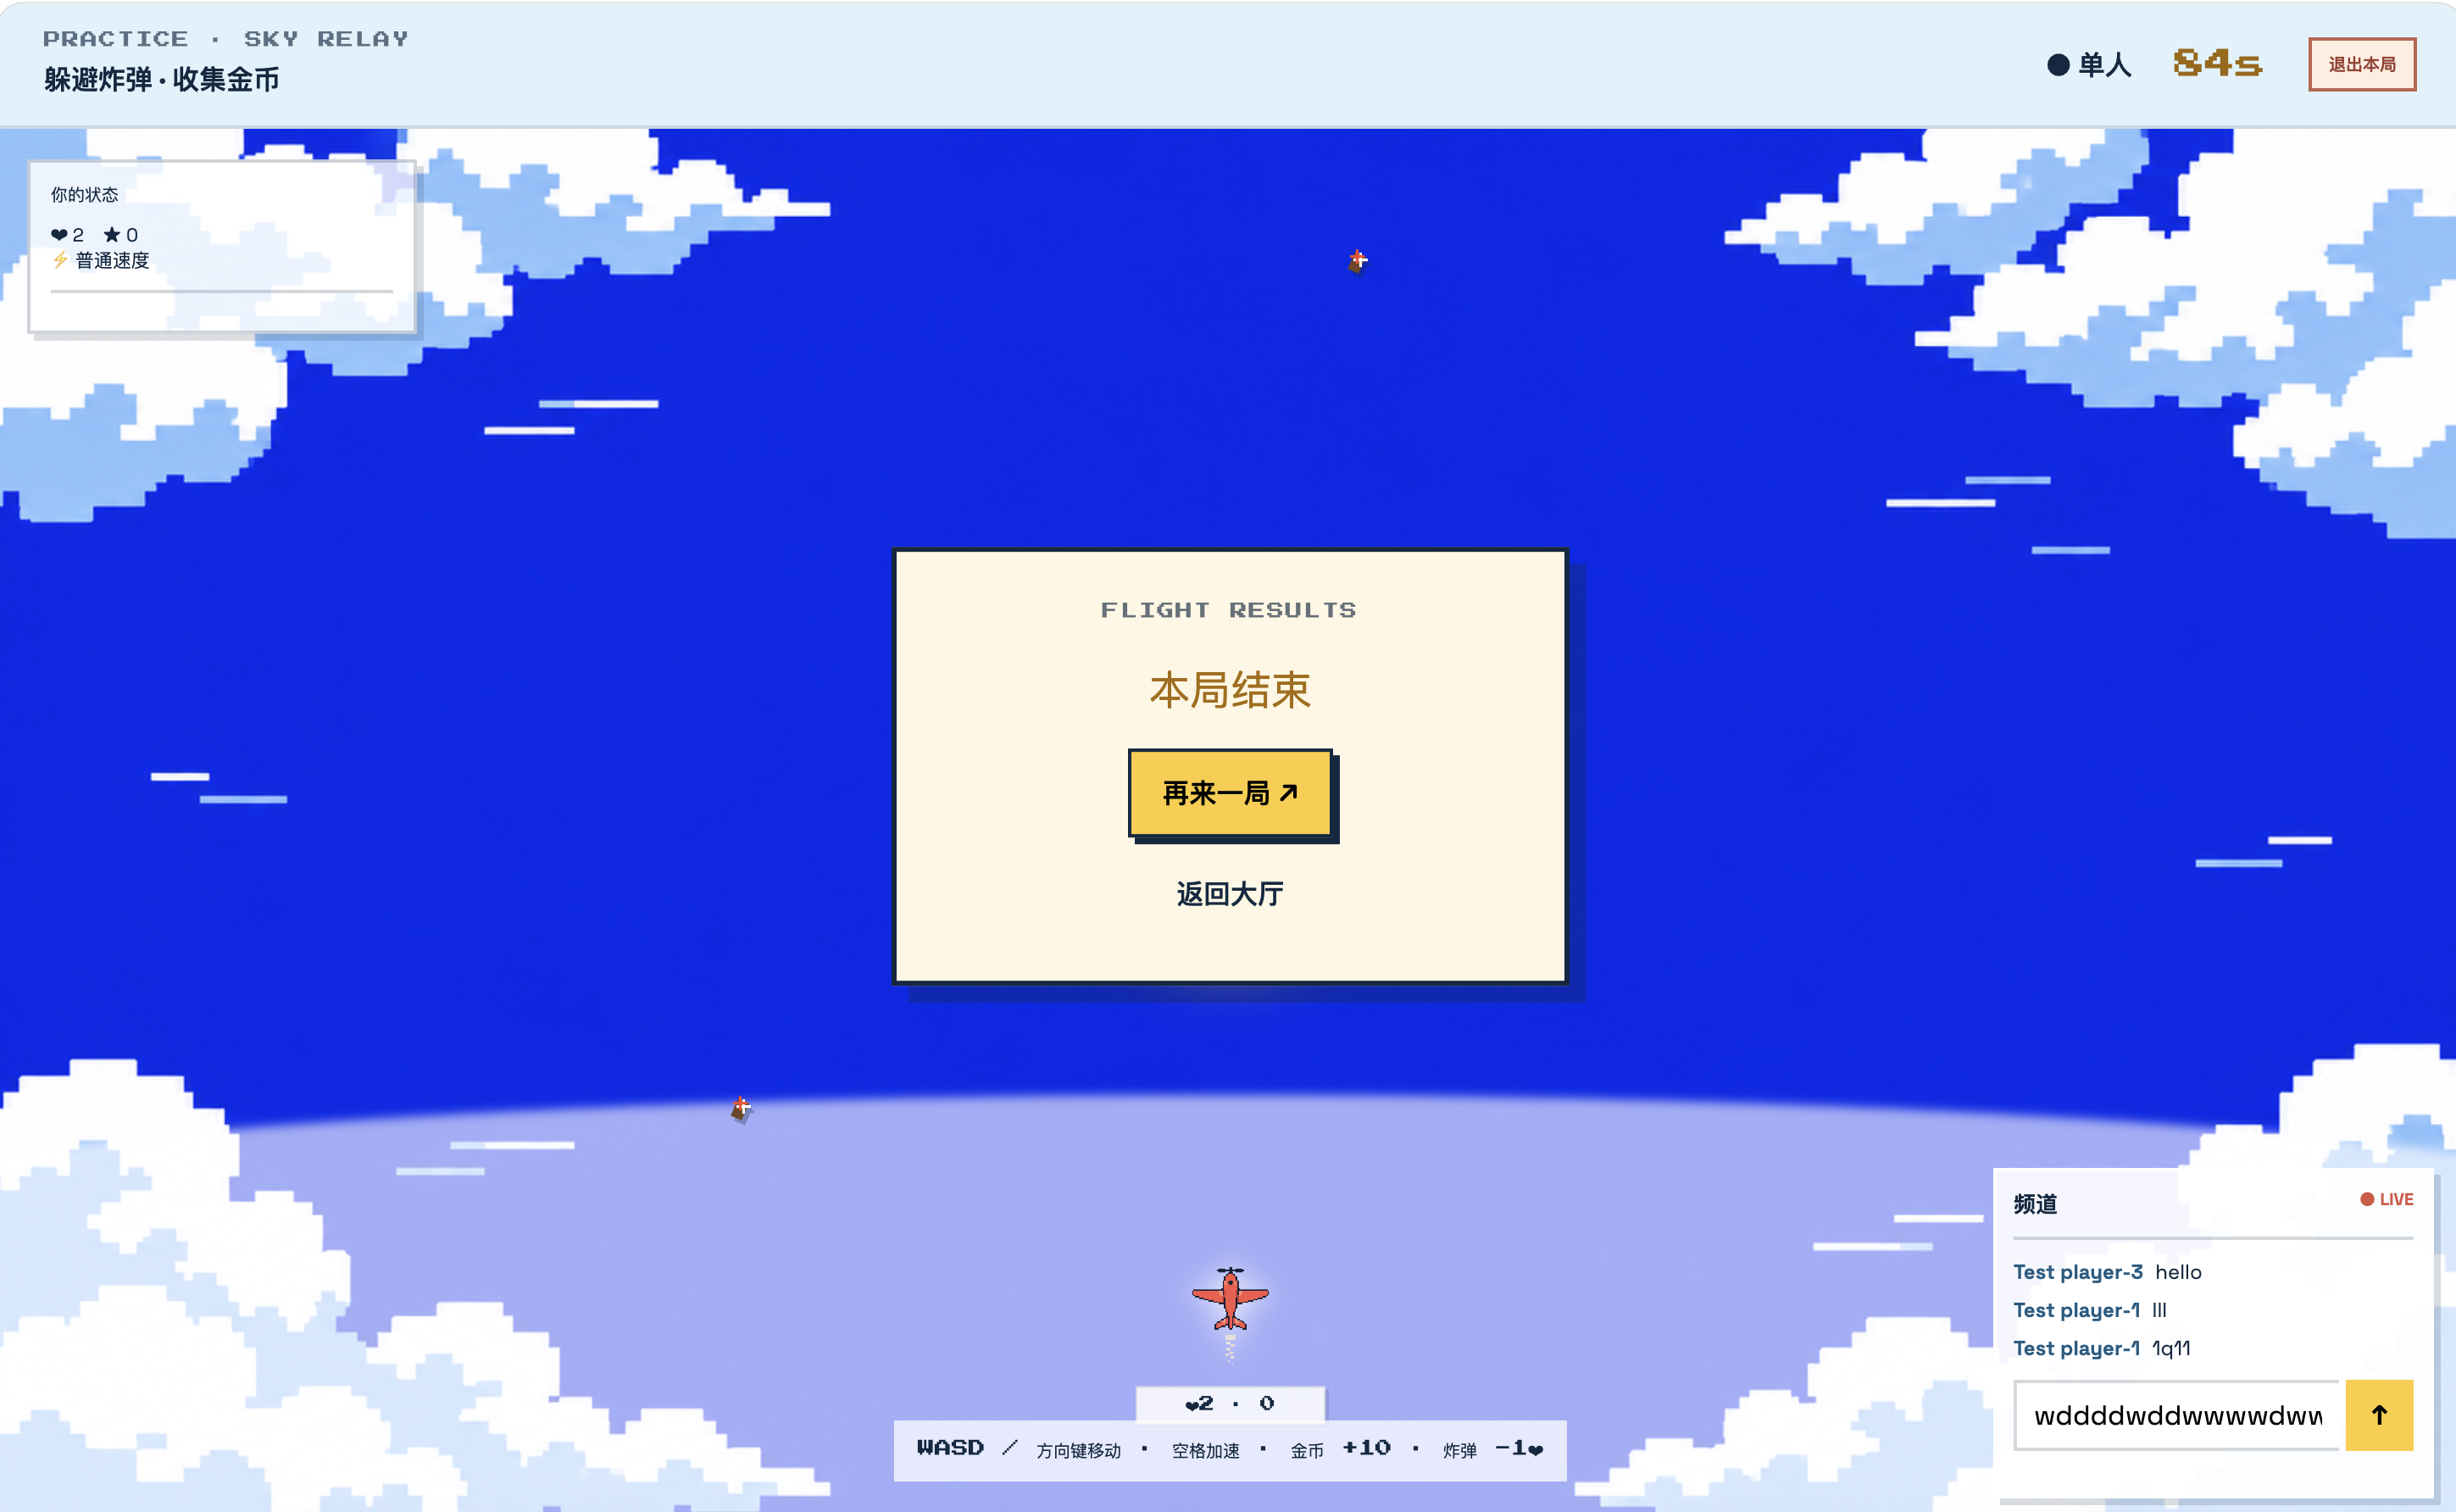 PRACTICE · SKY RELAY
躲避炸弹·收集金币
● 单人
84s
退出本局
你的状态
❤ 2 ★ 0
⚡ 普通速度
FLIGHT RESULTS
本局结束
再来一局 ↗
返回大厅
频道
● LIVE
Test player-3 hello
Test player-1 lll
Test player-1 1q11
wddddwddwwwwdww
↑
❤2 · 0
WASD / 方向键移动 · 空格加速 · 金币 +10 · 炸弹 -1❤